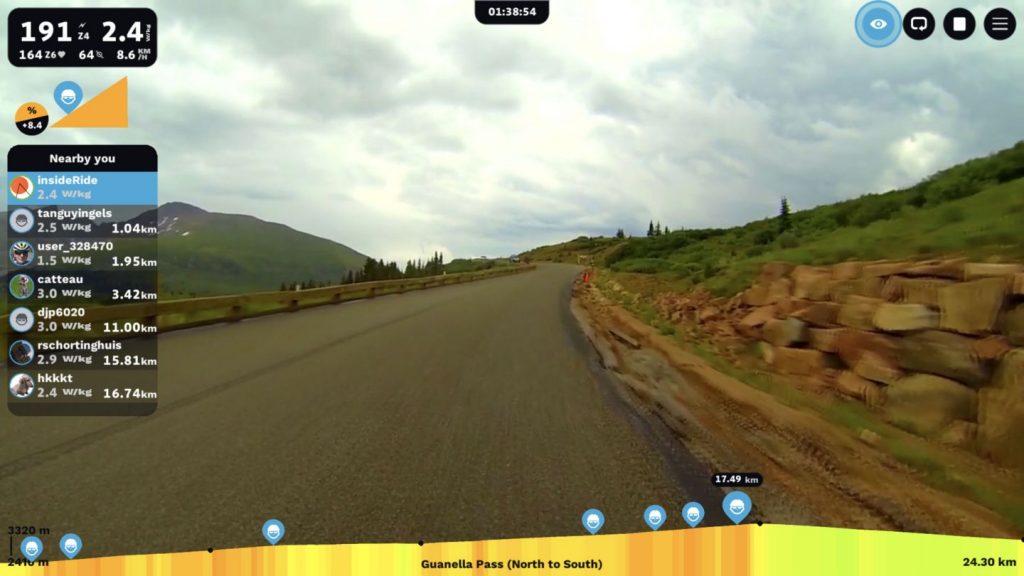 01:38:54
191 Z4 2.4 W/kg
164 Z6 64 8.6 KM/H
%
+8.4
Nearby you
insideRide
2.4 W/kg
tanguyingels
2.5 W/kg 1.04km
user_328470
1.5 W/kg 1.95km
catteau
3.0 W/kg 3.42km
djp6020
3.0 W/kg 11.00km
rschortinghuis
2.9 W/kg 15.81km
hkkkt
2.4 W/kg 16.74km
17.49 km
3320 m
2410 m
Guanella Pass (North to South)
24.30 km